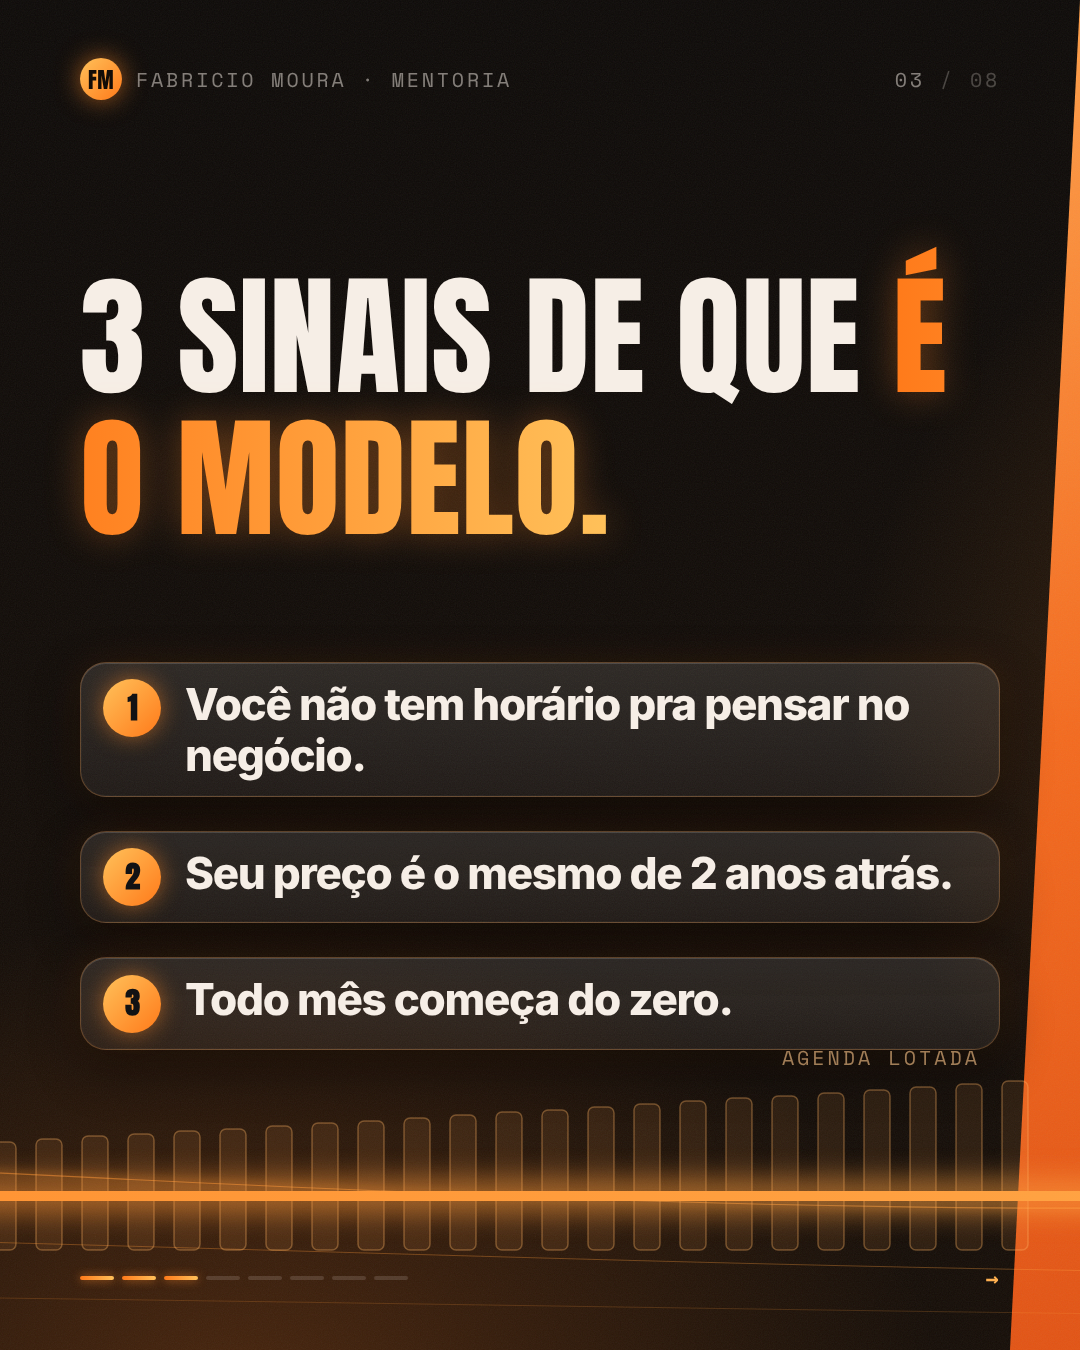 FM FABRICIO MOURA · MENTORIA
03 / 08
3 SINAIS DE QUE É
O MODELO.
1 Você não tem horário pra pensar no
negócio.
2 Seu preço é o mesmo de 2 anos atrás.
3 Todo mês começa do zero.
AGENDA LOTADA
→